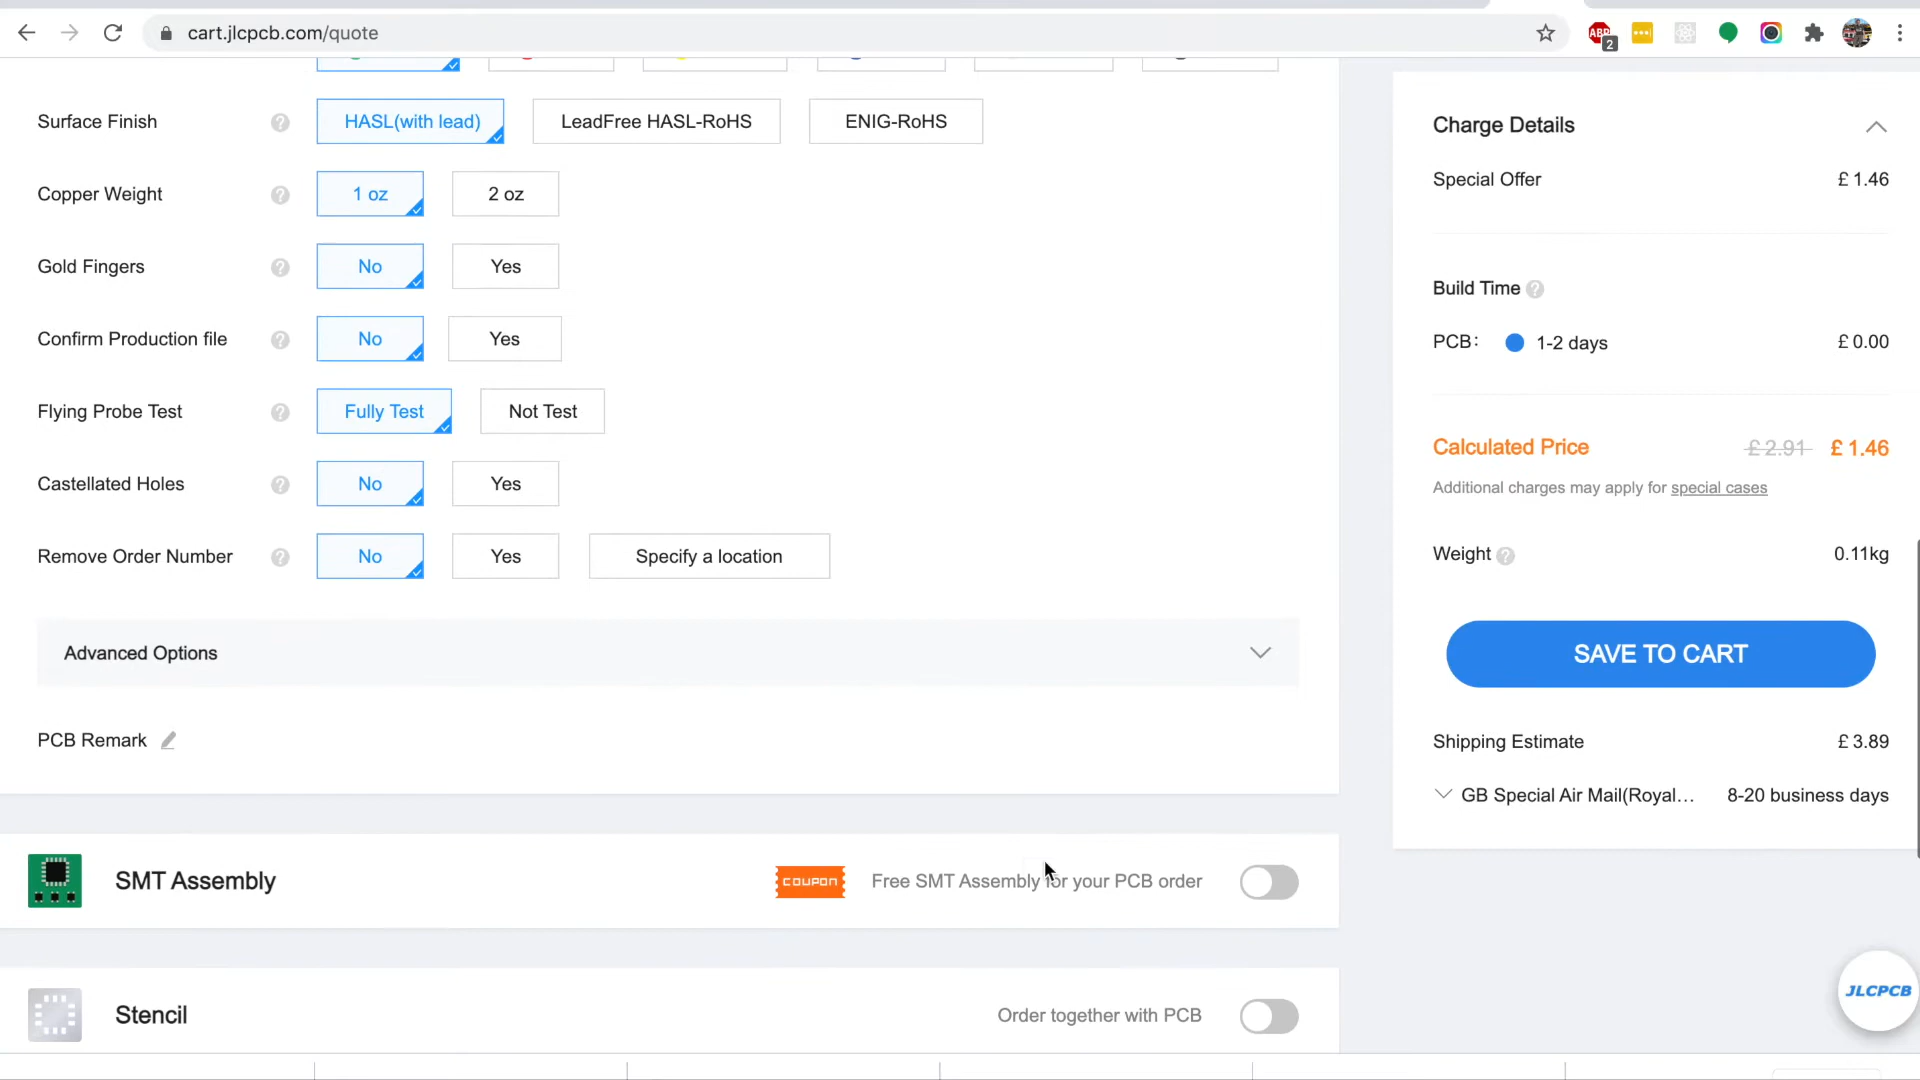 cart.jlcpcb.com/quote
ABP
2
Surface Finish
HASL(with lead)
LeadFree HASL-RoHS
ENIG-RoHS
Copper Weight
1 oz
2 oz
Gold Fingers
No
Yes
Confirm Production file
No
Yes
Flying Probe Test
Fully Test
Not Test
Castellated Holes
No
Yes
Remove Order Number
No
Yes
Specify a location
Advanced Options
PCB Remark
SMT Assembly
COUPON
Free SMT Assembly for your PCB order
Stencil
Order together with PCB
Charge Details
Special Offer
£ 1.46
Build Time
PCB:
1-2 days
£ 0.00
Calculated Price
£ 2.91
£ 1.46
Additional charges may apply for special cases
Weight
0.11kg
SAVE TO CART
Shipping Estimate
£ 3.89
GB Special Air Mail(Royal...
8-20 business days
JLCPCB